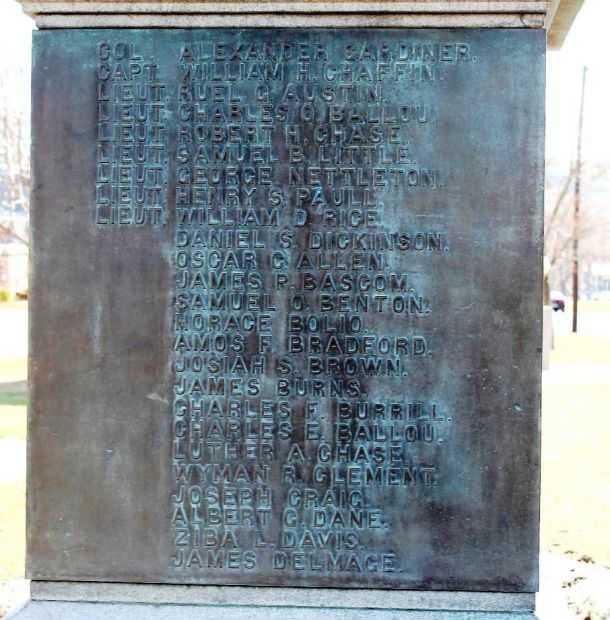 COL. ALEXANDER GARDINER.
CAPT. WILLIAM H. CHAFFIN.
LIEUT. RUEL G. AUSTIN.
LIEUT. CHARLES O. BALLOU.
LIEUT. ROBERT H. CHASE.
LIEUT. SAMUEL B. LITTLE.
LIEUT. GEORGE NETTLETON.
LIEUT. HENRY S. PAULL.
LIEUT. WILLIAM D. RICE.
DANIEL S. DICKINSON.
OSCAR C. ALLEN.
JAMES P. BASCOM.
SAMUEL O. BENTON.
HORACE BOLIO.
AMOS F. BRADFORD.
JOSIAH S. BROWN.
JAMES BURNS.
CHARLES F. BURRILL.
CHARLES E. BALLOU.
LUTHER A. CHASE.
WYMAN R. CLEMENT.
JOSEPH CRAIG.
ALBERT G. DANE.
ZIBA L. DAVIS.
JAMES DELMAGE.